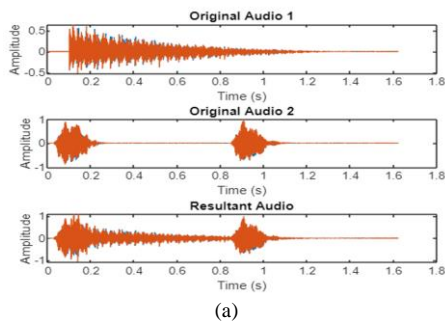 Original Audio 1
Amplitude
0.5
0
-0.5
0 0.2 0.4 0.6 0.8 1 1.2 1.4 1.6 1.8
Time (s)
Original Audio 2
Amplitude
1
0
-1
0 0.2 0.4 0.6 0.8 1 1.2 1.4 1.6 1.8
Time (s)
Resultant Audio
Amplitude
1
0
-1
0 0.2 0.4 0.6 0.8 1 1.2 1.4 1.6 1.8
Time (s)
(a)